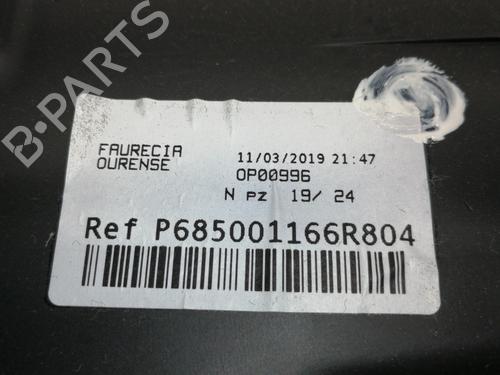 B-PARTS
FAURECIA
OURENSE
11/03/2019 21:47
OP00996
N pz 19/ 24
Ref P685001166R804